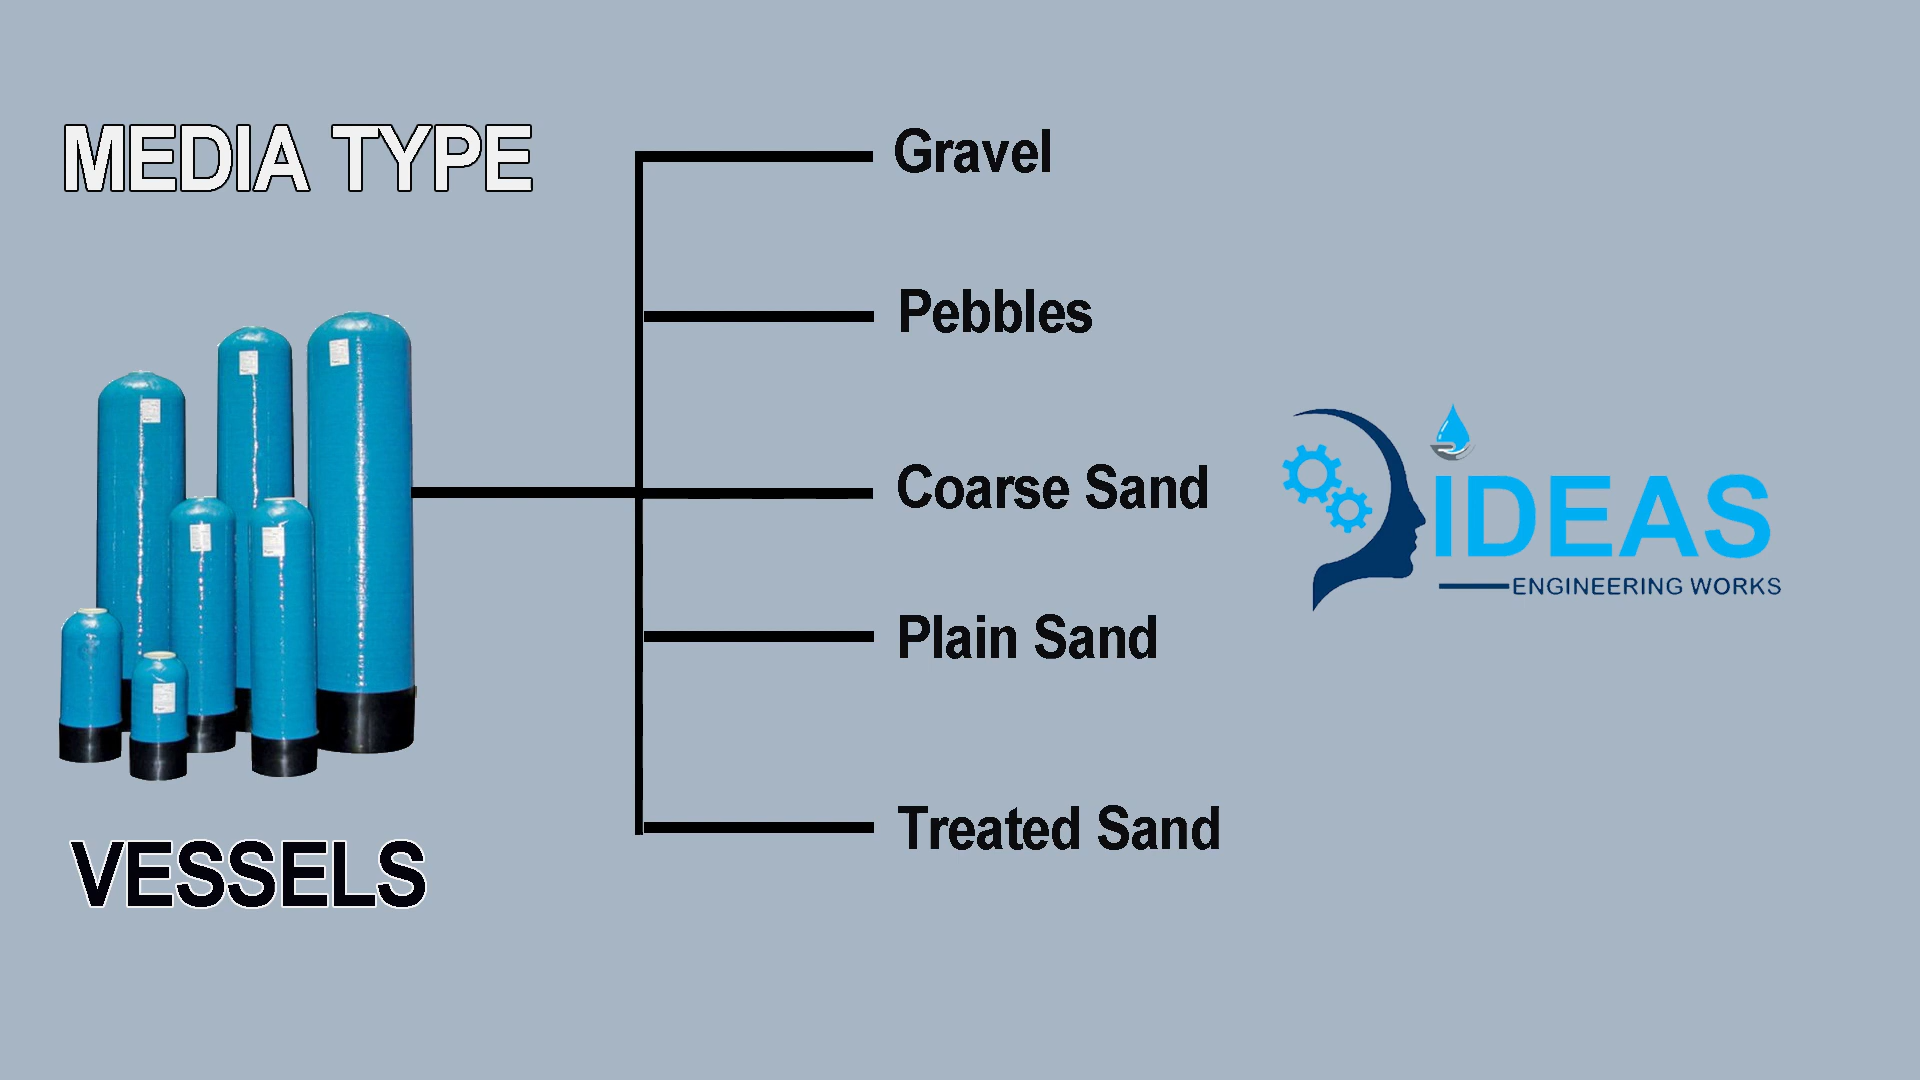 MEDIA TYPE
Gravel
Pebbles
Coarse Sand
Plain Sand
Treated Sand
VESSELS
IDEAS
ENGINEERING WORKS